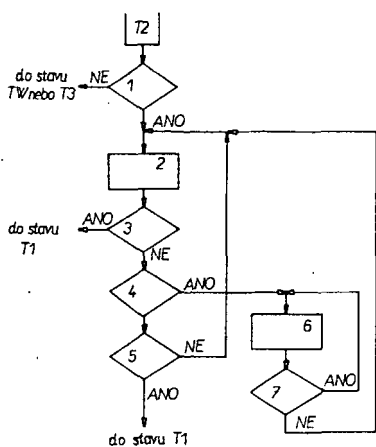 T2
do stavu
TW nebo T3
NE
1
ANO
2
ANO
3
do stavu
T1
NE
4
ANO
6
5
NE
7
ANO
ANO
NE
do stavu T1